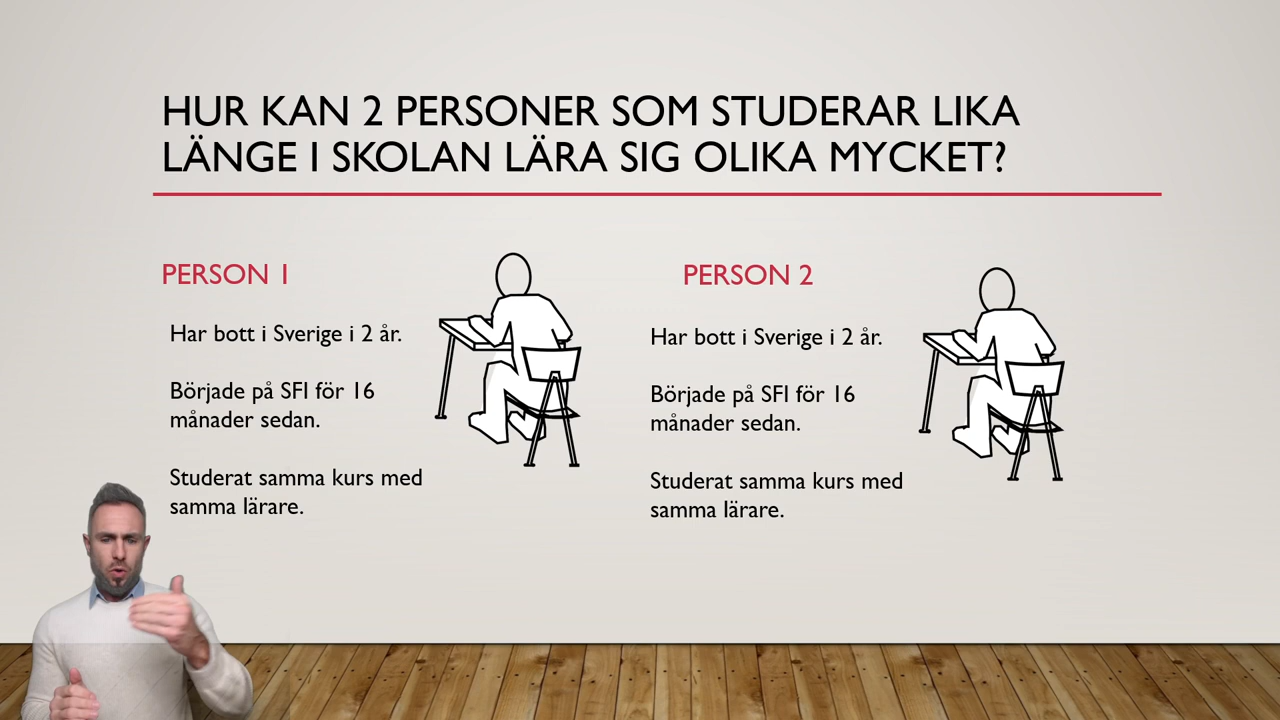 HUR KAN 2 PERSONER SOM STUDERAR LIKA
LÄNGE I SKOLAN LÄRA SIG OLIKA MYCKET?
PERSON 1
Har bott i Sverige i 2 år.
Började på SFI för 16
månader sedan.
Studerat samma kurs med
samma lärare.
PERSON 2
Har bott i Sverige i 2 år.
Började på SFI för 16
månader sedan.
Studerat samma kurs med
samma lärare.